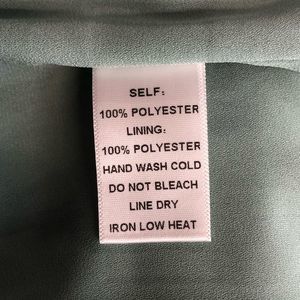 SELF:
100% POLYESTER
LINING:
100% POLYESTER
HAND WASH COLD
DO NOT BLEACH
LINE DRY
IRON LOW HEAT